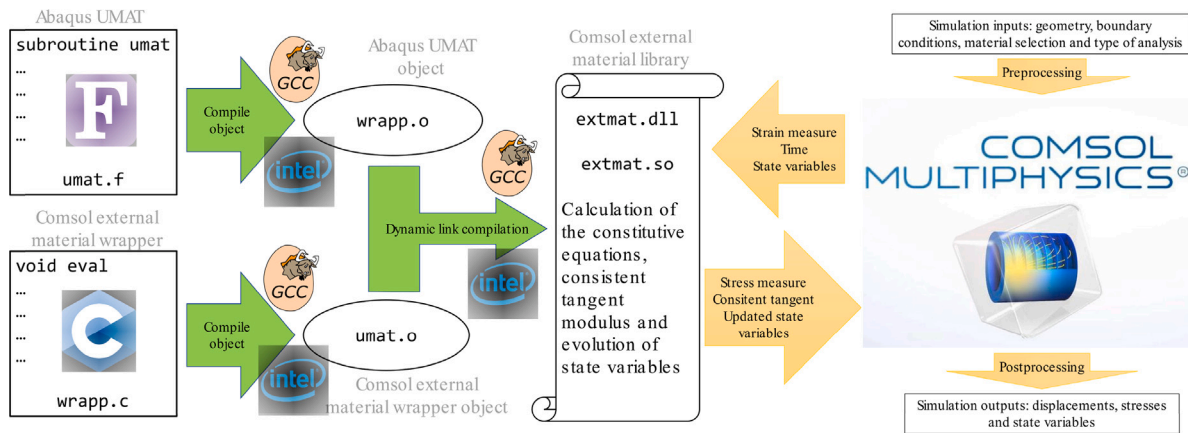 Abaqus UMAT
subroutine umat
…
…
…
…
F
umat.f
Comsol external
material wrapper
void eval
…
…
…
…
C
wrapp.c
GCC
Compile
object
intel
GCC
Compile
object
intel
Abaqus UMAT
object
wrapp.o
GCC
Dynamic link compilation
intel
umat.o
Comsol external
material wrapper object
Comsol external
material library
extmat.dll
extmat.so
Calculation of
the constitutive
equations,
consistent
tangent
modulus and
evolution of
state variables
Strain measure
Time
State variables
Stress measure
Consitent tangent
Updated state
variables
Simulation inputs: geometry, boundary
conditions, material selection and type of analysis
Preprocessing
COMSOL
MULTIPHYSICS®
Postprocessing
Simulation outputs: displacements, stresses
and state variables